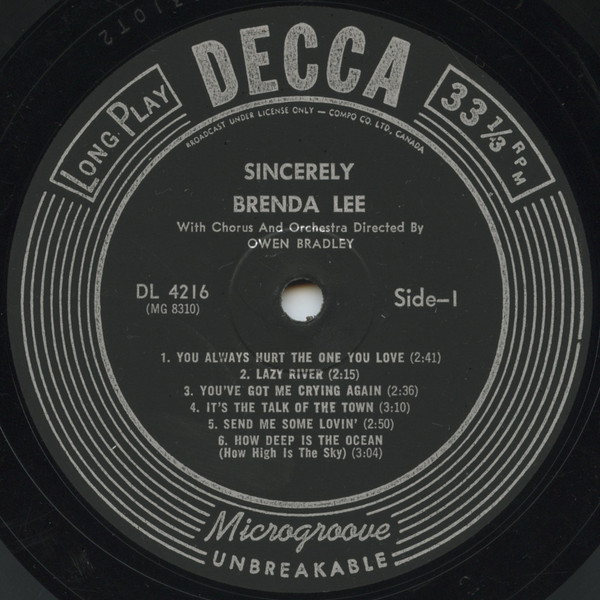 DECCA
LONG PLAY
33 1/3 RPM
BROADCAST UNDER LICENSE ONLY — COMPO CO. LTD., CANADA
SINCERELY
BRENDA LEE
With Chorus And Orchestra Directed By
OWEN BRADLEY
DL 4216
(MG 8310)
Side-1
1. YOU ALWAYS HURT THE ONE YOU LOVE (2:41)
2. LAZY RIVER (2:15)
3. YOU'VE GOT ME CRYING AGAIN (2:36)
4. IT'S THE TALK OF THE TOWN (3:10)
5. SEND ME SOME LOVIN' (2:50)
6. HOW DEEP IS THE OCEAN
(How High Is The Sky) (3:04)
Microgroove
UNBREAKABLE